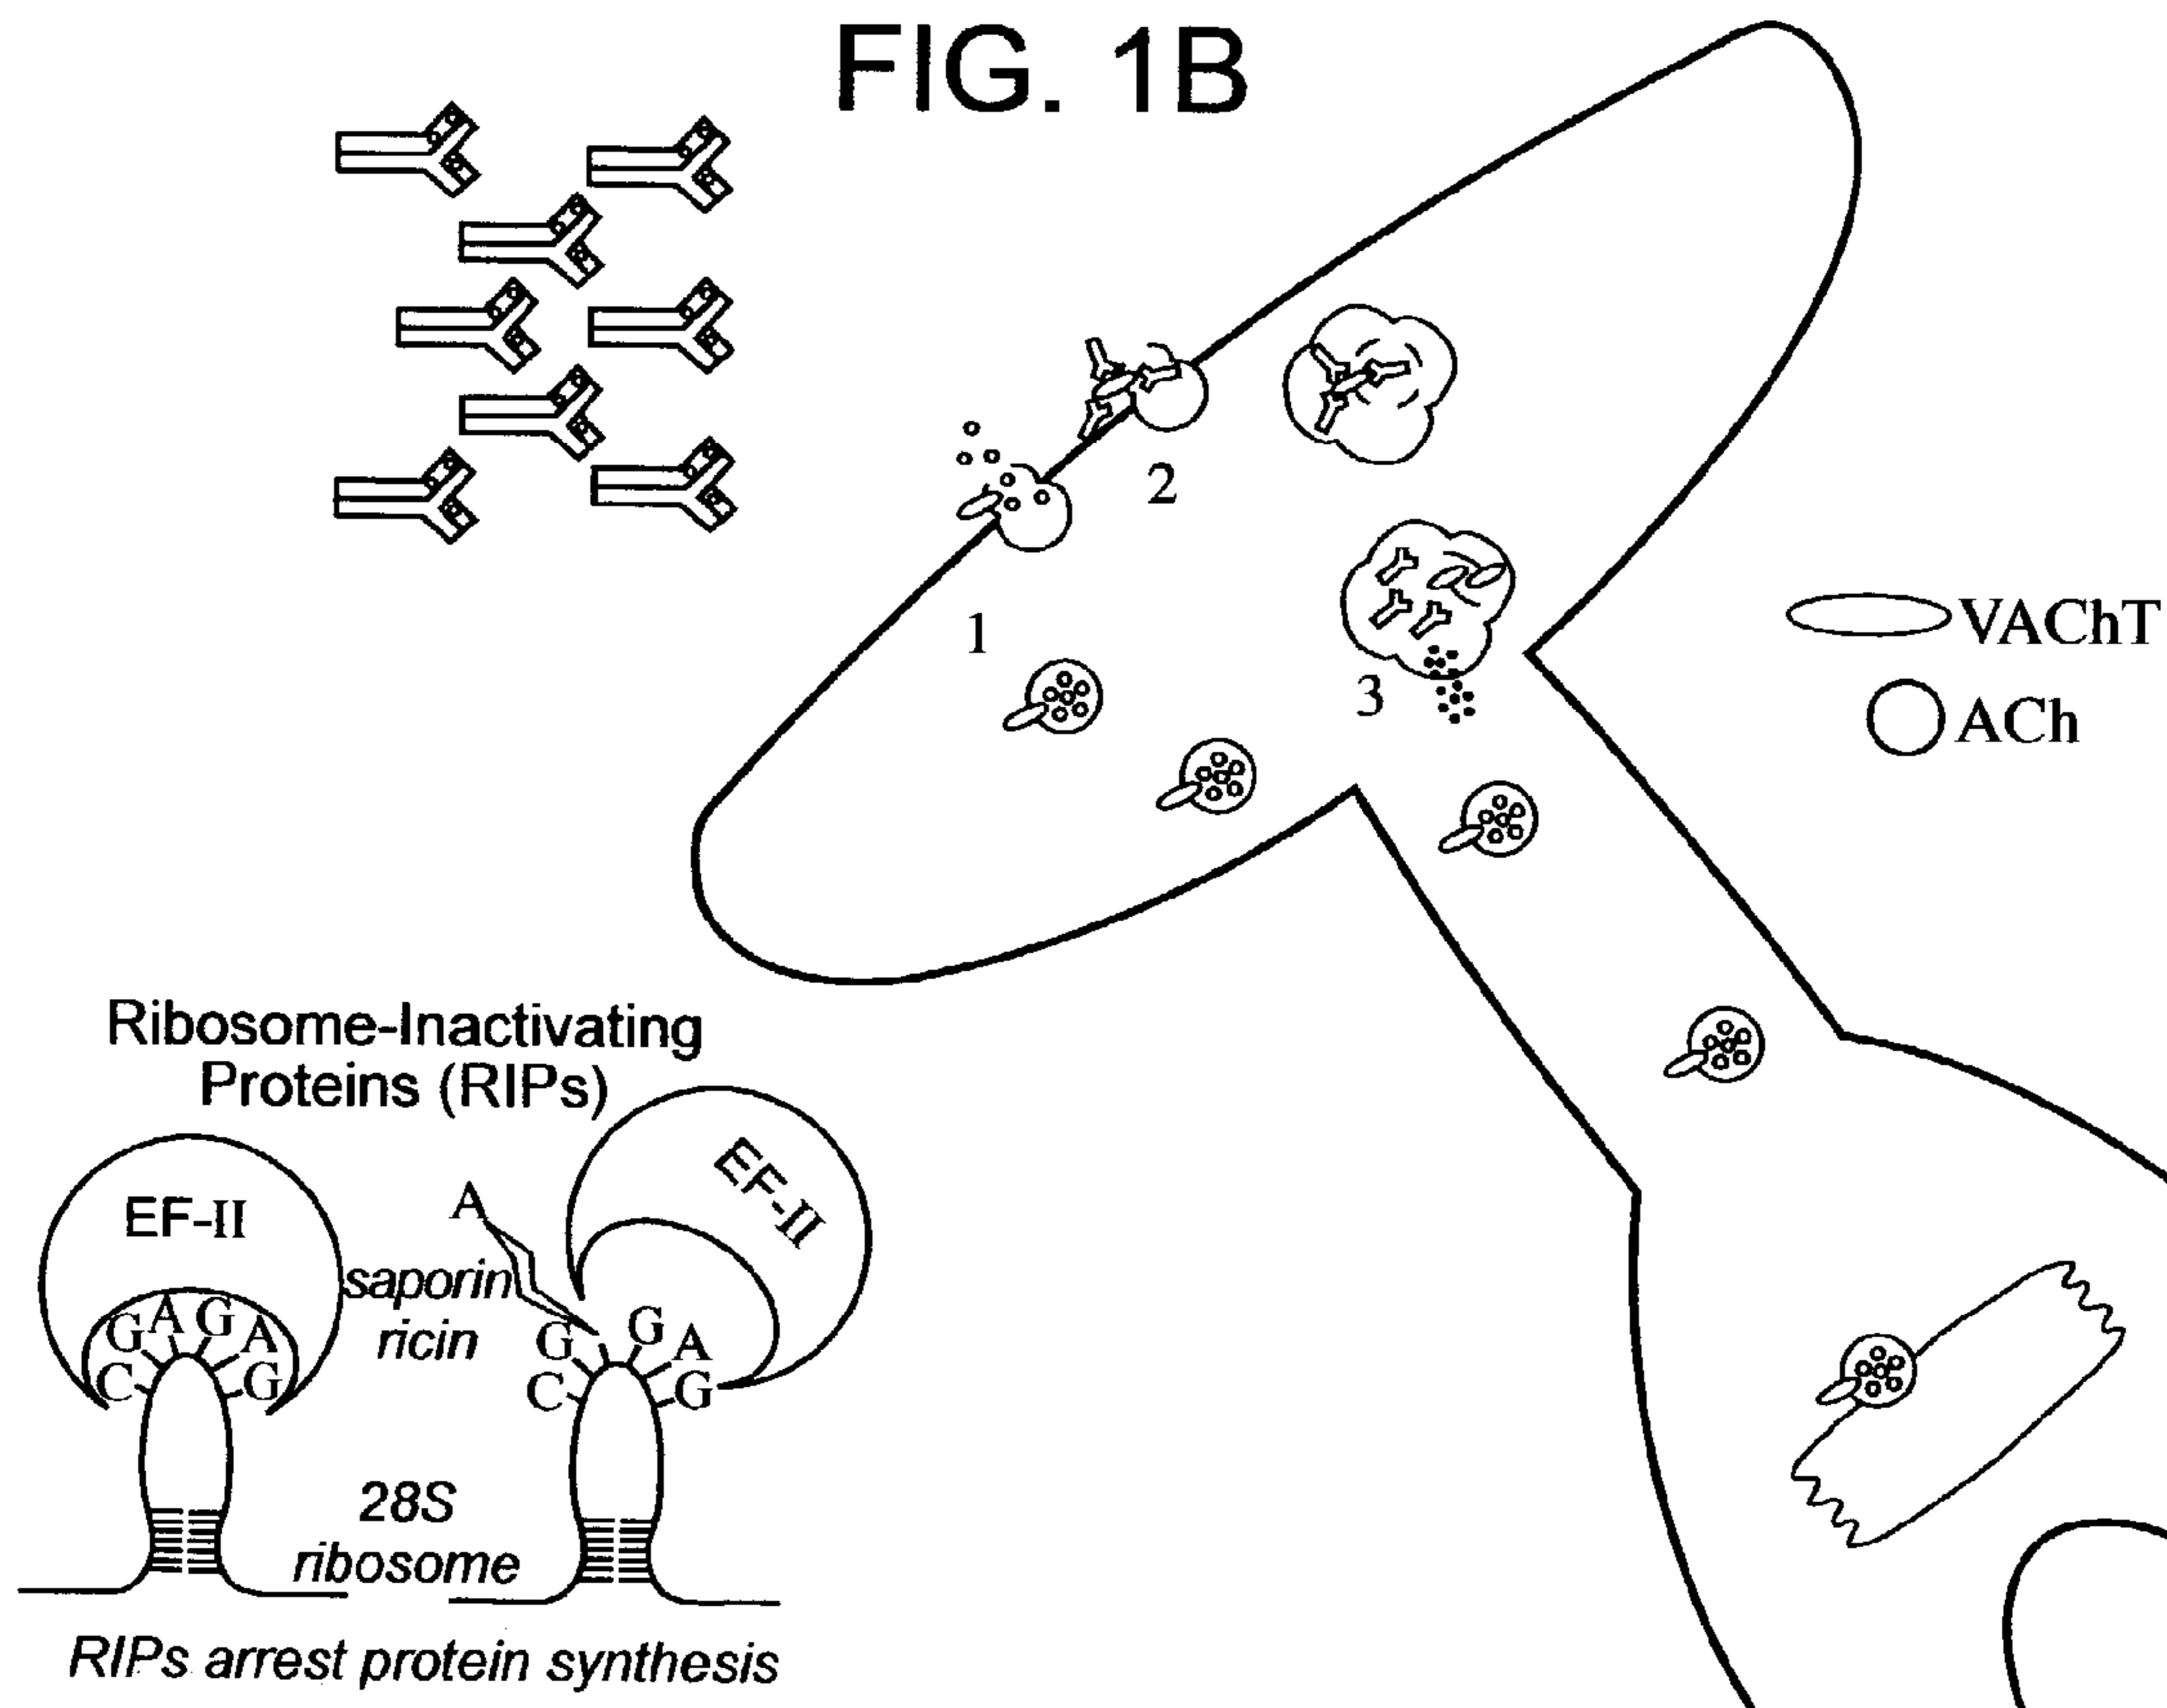 FIG. 1B
2
1
3
VAChT
ACh
Ribosome-Inactivating
Proteins (RIPs)
EF-II
EF-II
A
saporin
ricin
G A G A
C G
G G A
C G
28S
ribosome
RIPs arrest protein synthesis